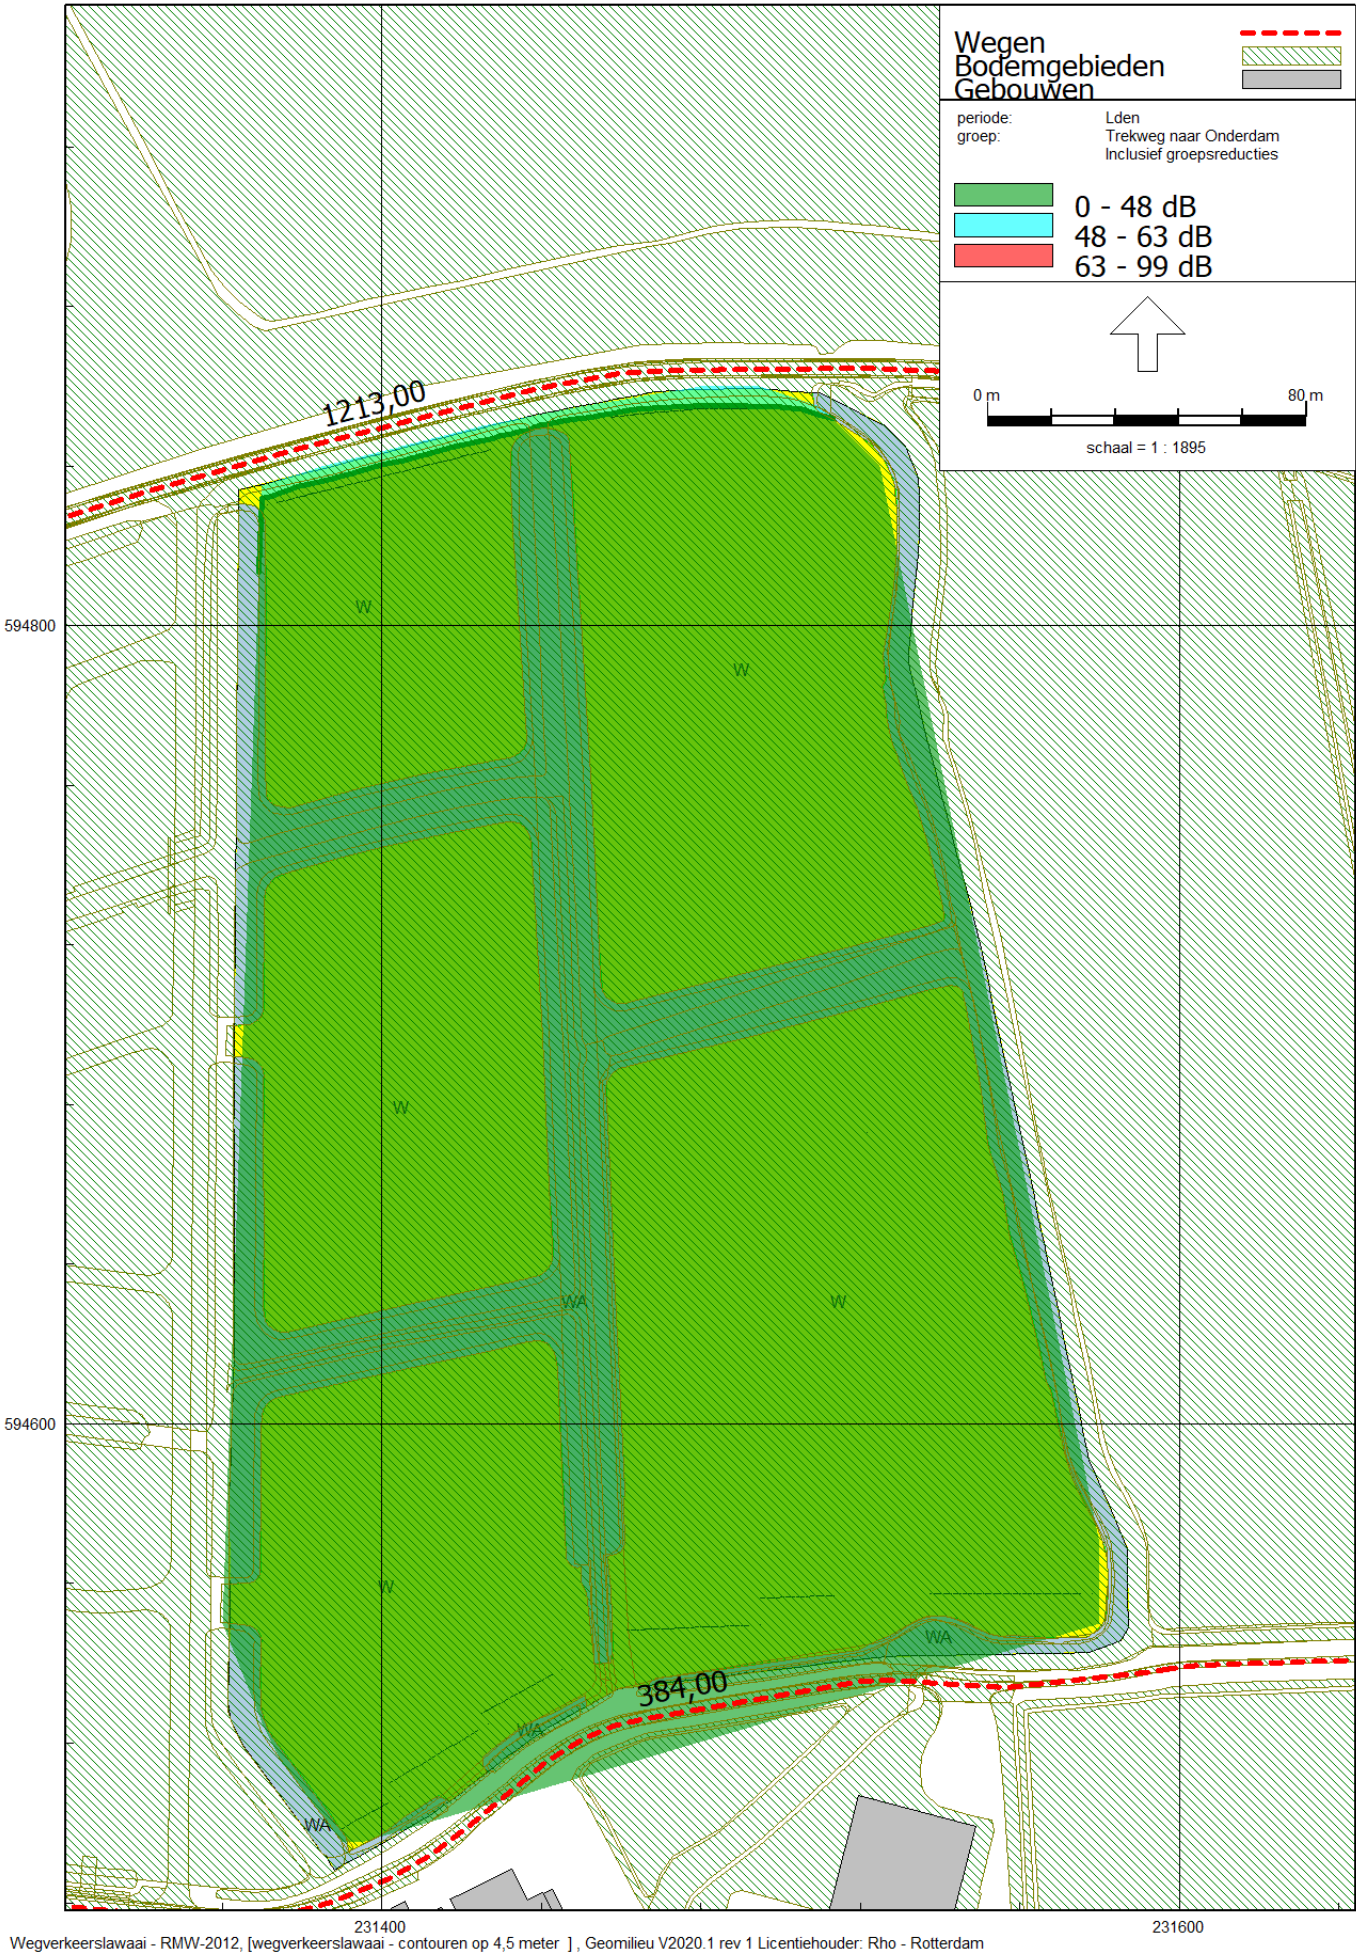 Wegen
Bodemgebieden
Gebouwen
periode: Lden
groep: Trekweg naar Onderdam
Inclusief groepsreducties
0 - 48 dB
48 - 63 dB
63 - 99 dB
0 m 80 m
schaal = 1 : 1895
1213,00
W
594800
W
W
WA
W
594600
W
WA
384,00
WA
WA
231400 231600
Wegverkeerslawaai - RMW-2012, [wegverkeerslawaai - contouren op 4,5 meter ] , Geomilieu V2020.1 rev 1 Licentiehouder: Rho - Rotterdam